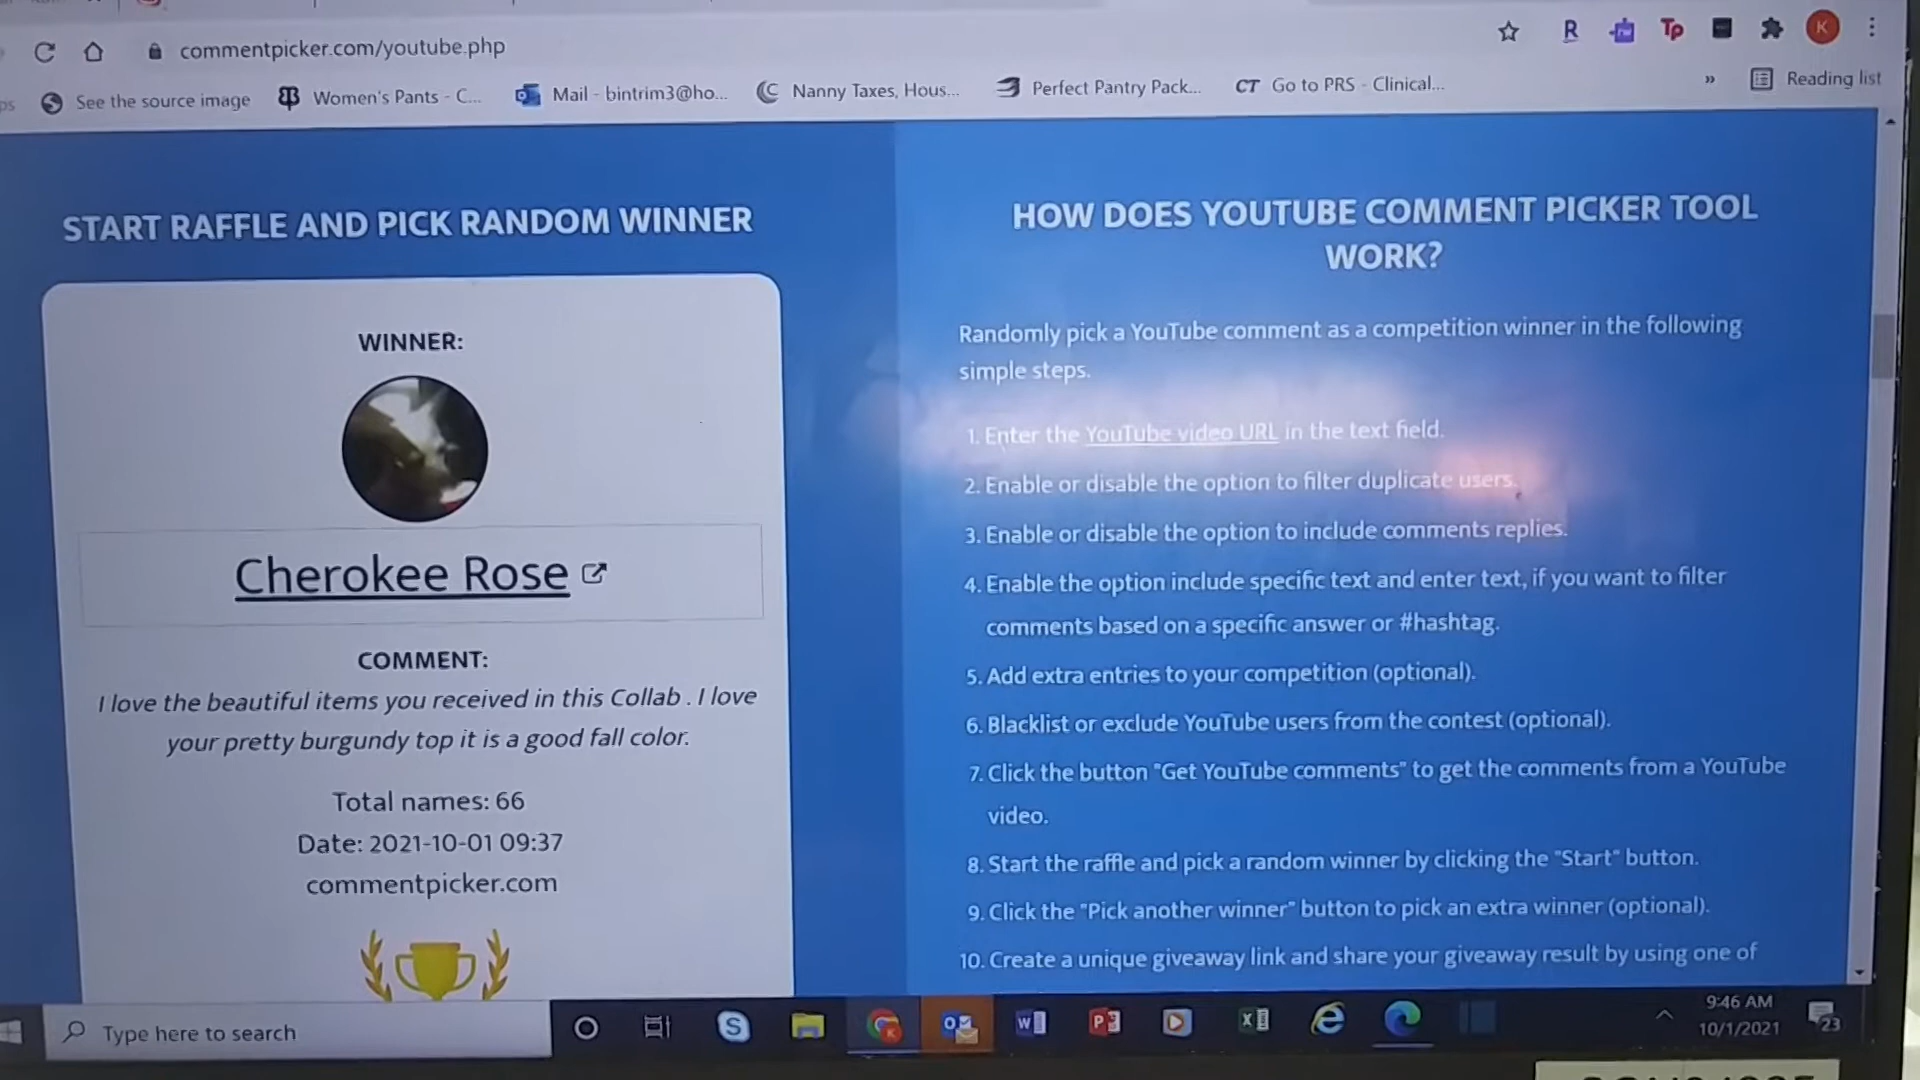 commentpicker.com/youtube.php
See the source image
Women's Pants - C...
Mail - bintrim3@ho...
Nanny Taxes, Hous...
Perfect Pantry Pack...
CT Go to PRS - Clinical...
»
Reading list
START RAFFLE AND PICK RANDOM WINNER
WINNER:
Cherokee Rose
COMMENT:
I love the beautiful items you received in this Collab . I love
your pretty burgundy top it is a good fall color.
Total names: 66
Date: 2021-10-01 09:37
commentpicker.com
HOW DOES YOUTUBE COMMENT PICKER TOOL
WORK?
Randomly pick a YouTube comment as a competition winner in the following
simple steps.
1. Enter the YouTube video URL in the text field.
2. Enable or disable the option to filter duplicate users.
3. Enable or disable the option to include comments replies.
4. Enable the option include specific text and enter text, if you want to filter
comments based on a specific answer or #hashtag.
5. Add extra entries to your competition (optional).
6. Blacklist or exclude YouTube users from the contest (optional).
7. Click the button "Get YouTube comments" to get the comments from a YouTube
video.
8. Start the raffle and pick a random winner by clicking the "Start" button.
9. Click the "Pick another winner" button to pick an extra winner (optional).
10. Create a unique giveaway link and share your giveaway result by using one of
Type here to search
9:46 AM
10/1/2021
23